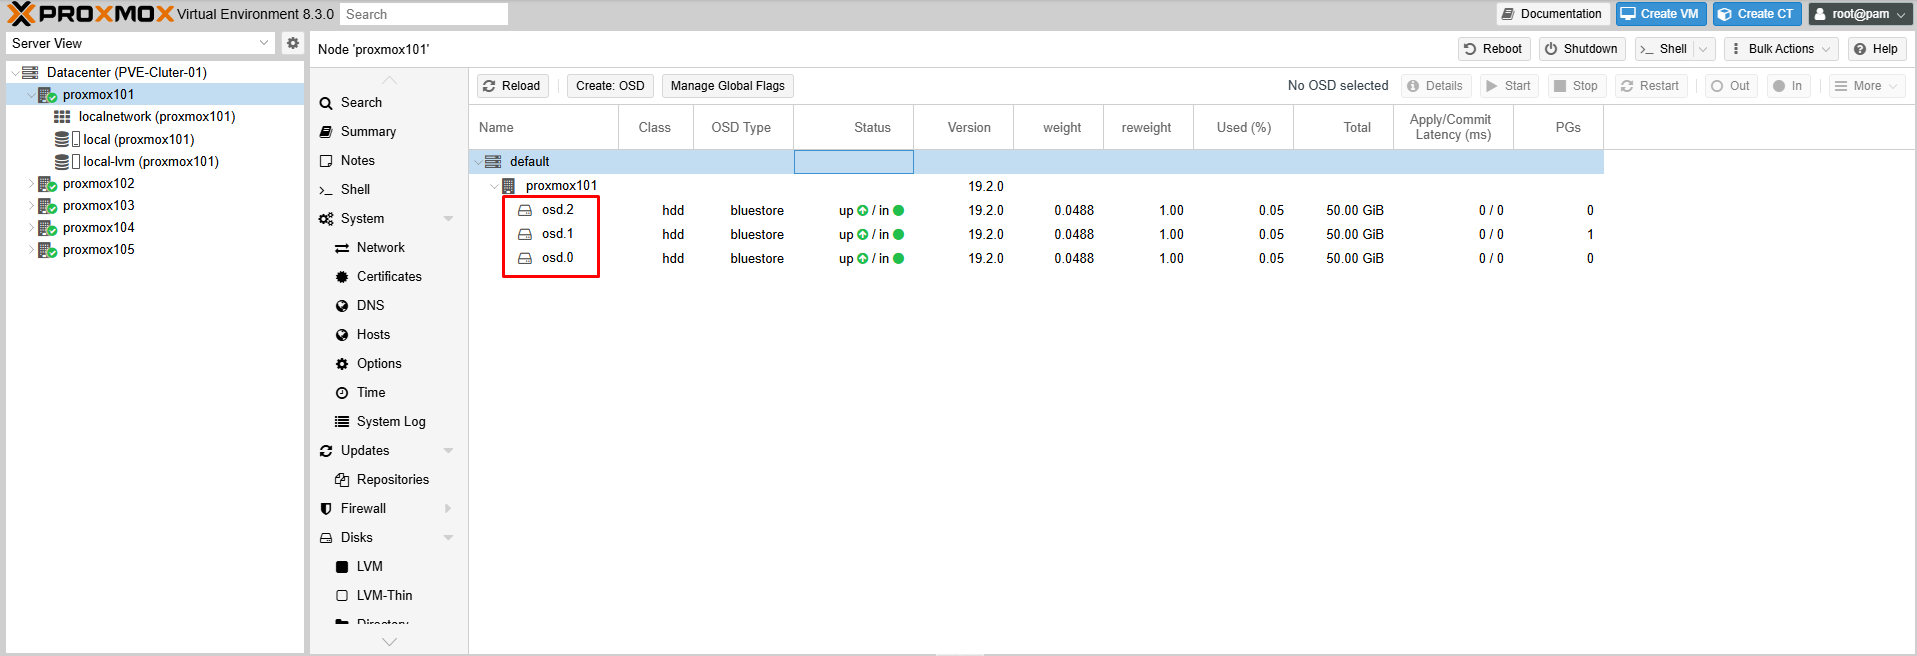 PROXMOX Virtual Environment 8.3.0 Search Documentation Create VM Create CT root@pam
Server View
Datacenter (PVE-Cluter-01)
proxmox101
localnetwork (proxmox101)
local (proxmox101)
local-lvm (proxmox101)
proxmox102
proxmox103
proxmox104
proxmox105
Node 'proxmox101' Reboot Shutdown >_ Shell Bulk Actions Help
Search
Summary
Notes
>_ Shell
System
Network
Certificates
DNS
Hosts
Options
Time
System Log
Updates
Repositories
Firewall
Disks
LVM
LVM-Thin
Directory
Reload Create: OSD Manage Global Flags No OSD selected Details Start Stop Restart Out In More
Name Class OSD Type Status Version weight reweight Used (%) Total Apply/Commit Latency (ms) PGs
default
proxmox101 19.2.0
osd.2 hdd bluestore up / in 19.2.0 0.0488 1.00 0.05 50.00 GiB 0 / 0 0
osd.1 hdd bluestore up / in 19.2.0 0.0488 1.00 0.05 50.00 GiB 0 / 0 1
osd.0 hdd bluestore up / in 19.2.0 0.0488 1.00 0.05 50.00 GiB 0 / 0 0